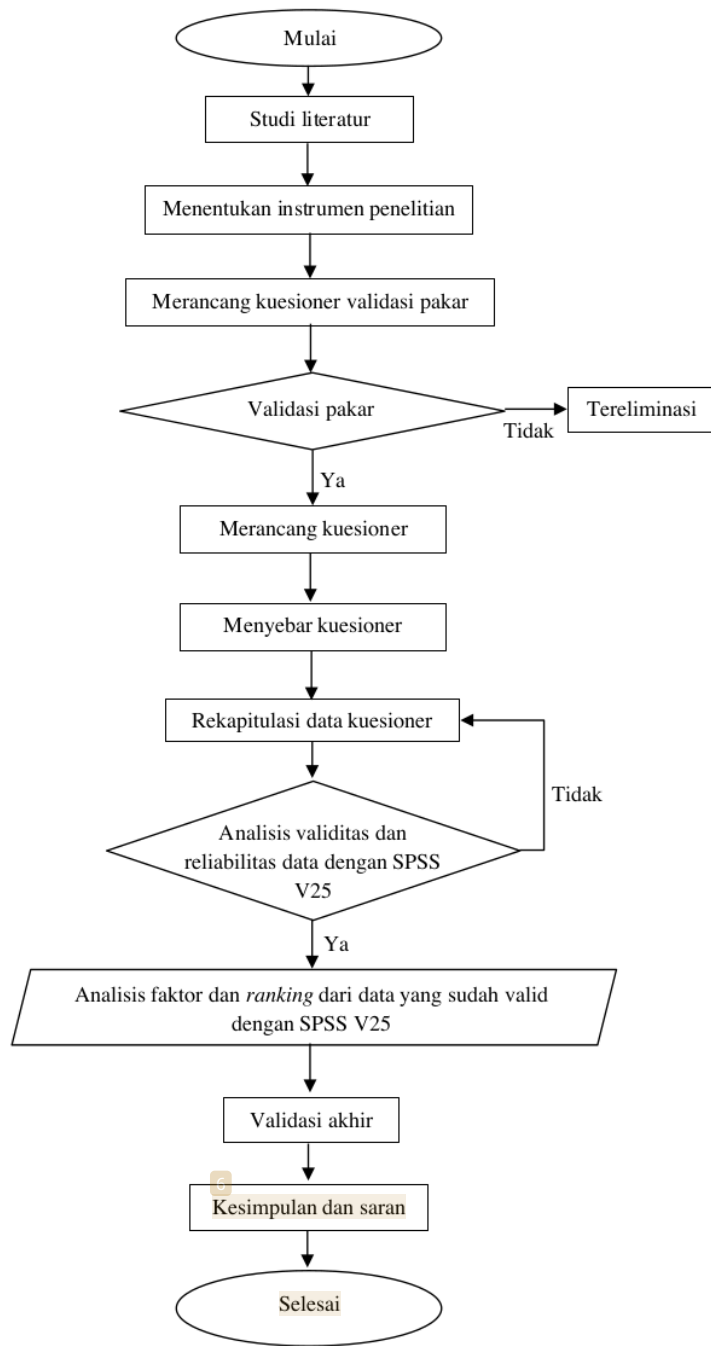 Mulai
Studi literatur
Menentukan instrumen penelitian
Merancang kuesioner validasi pakar
Validasi pakar
Tereliminasi
Tidak
Ya
Merancang kuesioner
Menyebar kuesioner
Rekapitulasi data kuesioner
Tidak
Analisis validitas dan
reliabilitas data dengan SPSS
V25
Ya
Analisis faktor dan ranking dari data yang sudah valid
dengan SPSS V25
Validasi akhir
6
Kesimpulan dan saran
Selesai